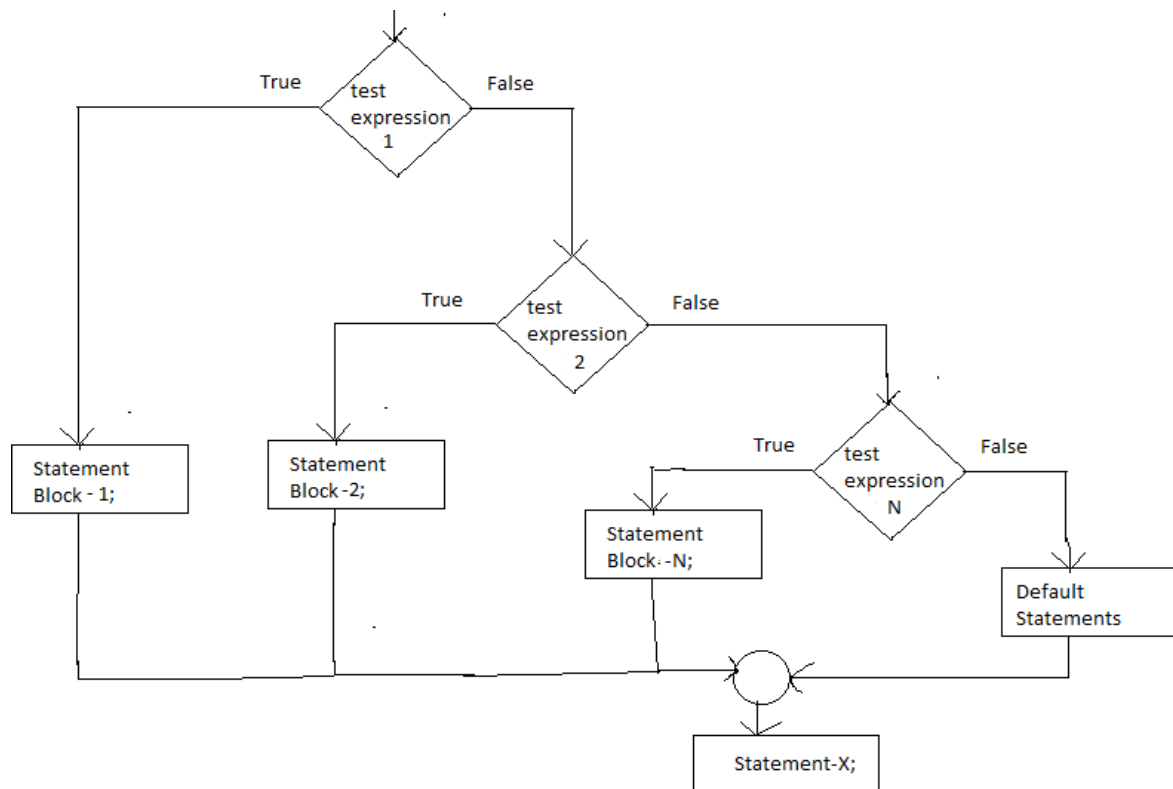 True
False
test
expression
1
True
False
test
expression
2
True
False
test
expression
N
Statement
Block - 1;
Statement
Block -2;
Statement
Block -N;
Default
Statements
Statement-X;